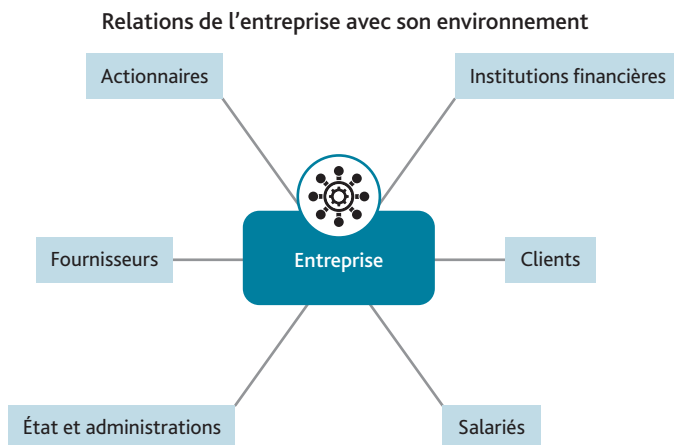 Relations de l’entreprise avec son environnement
Actionnaires
Institutions financières
Fournisseurs
Entreprise
Clients
État et administrations
Salariés